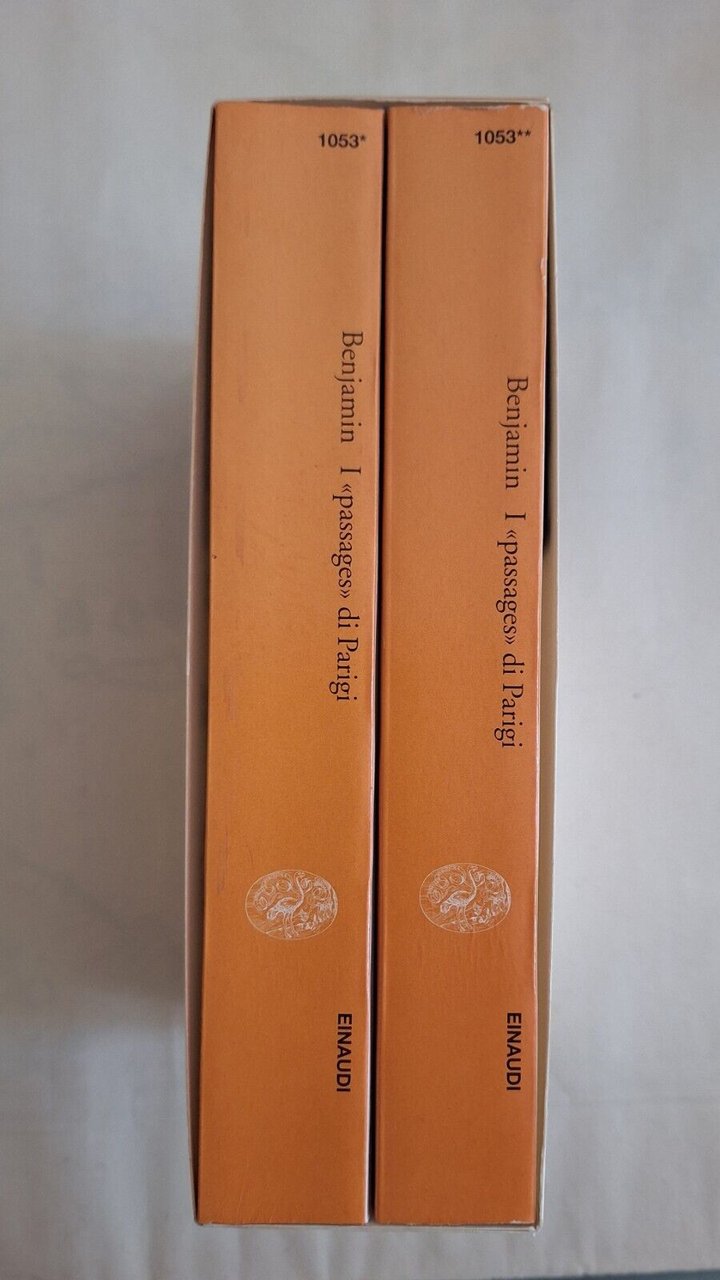 1053*
Benjamin I «passages» di Parigi
EINAUDI
1053**
Benjamin I «passages» di Parigi
EINAUDI